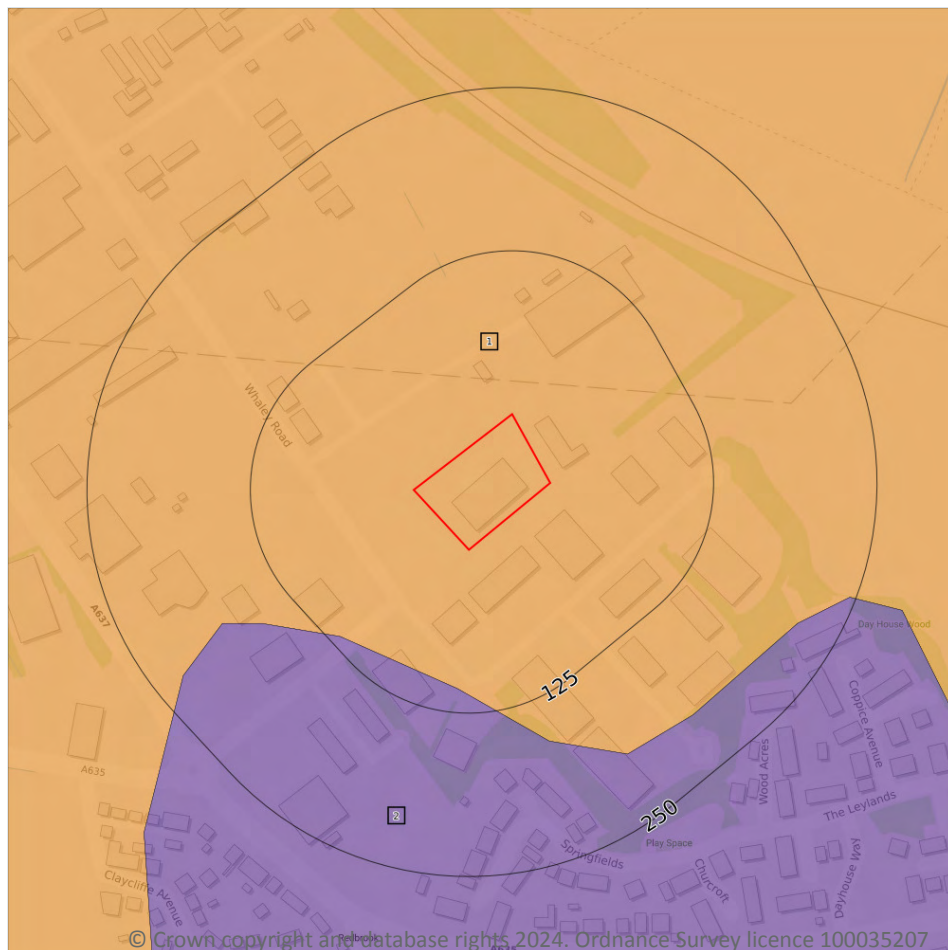 1
Whaley Road
A637
Day House Wood
125
Coppice Avenue
A635
Wood Acres
2
250
The Leylands
Play Space
Springfields
Churcroft
Dayhouse Way
Claycliffe Avenue
Redbrook
© Crown copyright and database rights 2024. Ordnance Survey licence 100035207